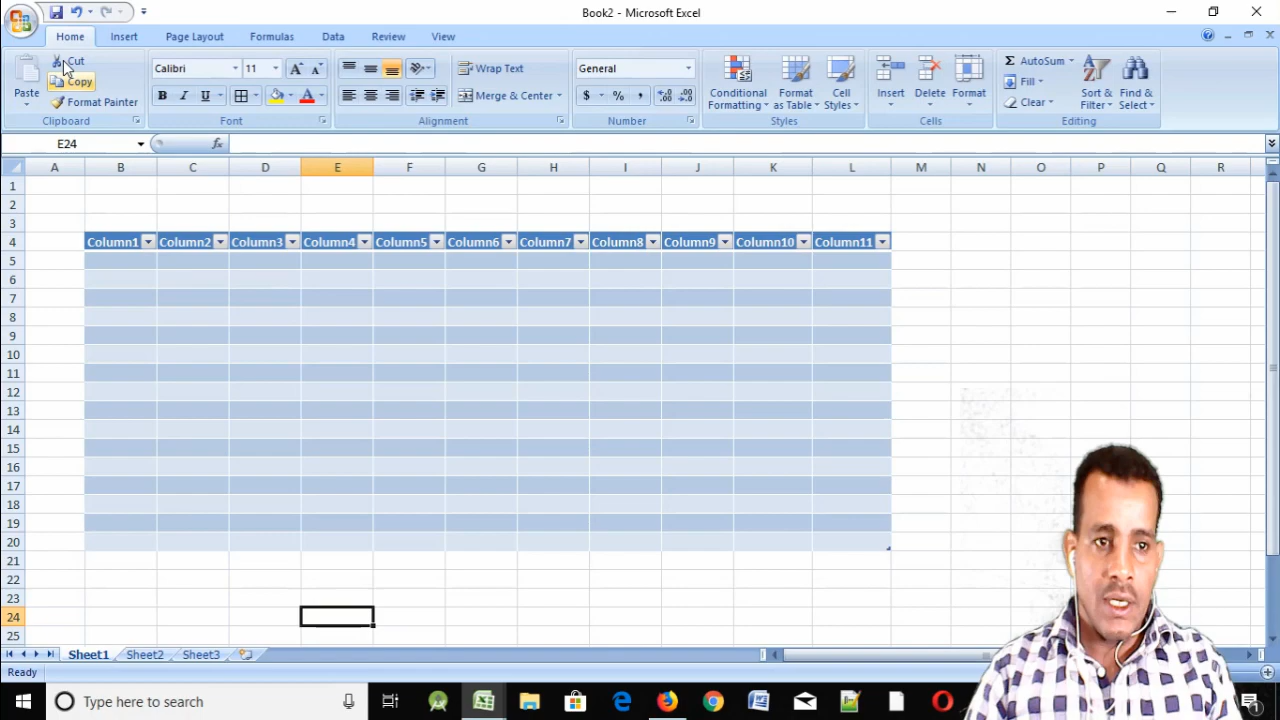 Book2 - Microsoft Excel
Home Insert Page Layout Formulas Data Review View
Paste
Cut
Copy
Format Painter
Clipboard
Calibri 11
B I U A
Font
Wrap Text
Merge & Center
Alignment
General
$ % ,
Number
Conditional Formatting
Format as Table
Cell Styles
Styles
Insert Delete Format
Cells
Σ AutoSum
Fill
Clear
Sort & Filter
Find & Select
Editing
E24 fx
A B C D E F G H I J K L M N O P Q R
1
2
3
4 Column1 Column2 Column3 Column4 Column5 Column6 Column7 Column8 Column9 Column10 Column11
5
6
7
8
9
10
11
12
13
14
15
16
17
18
19
20
21
22
23
24
25
Sheet1 Sheet2 Sheet3
Ready
Type here to search